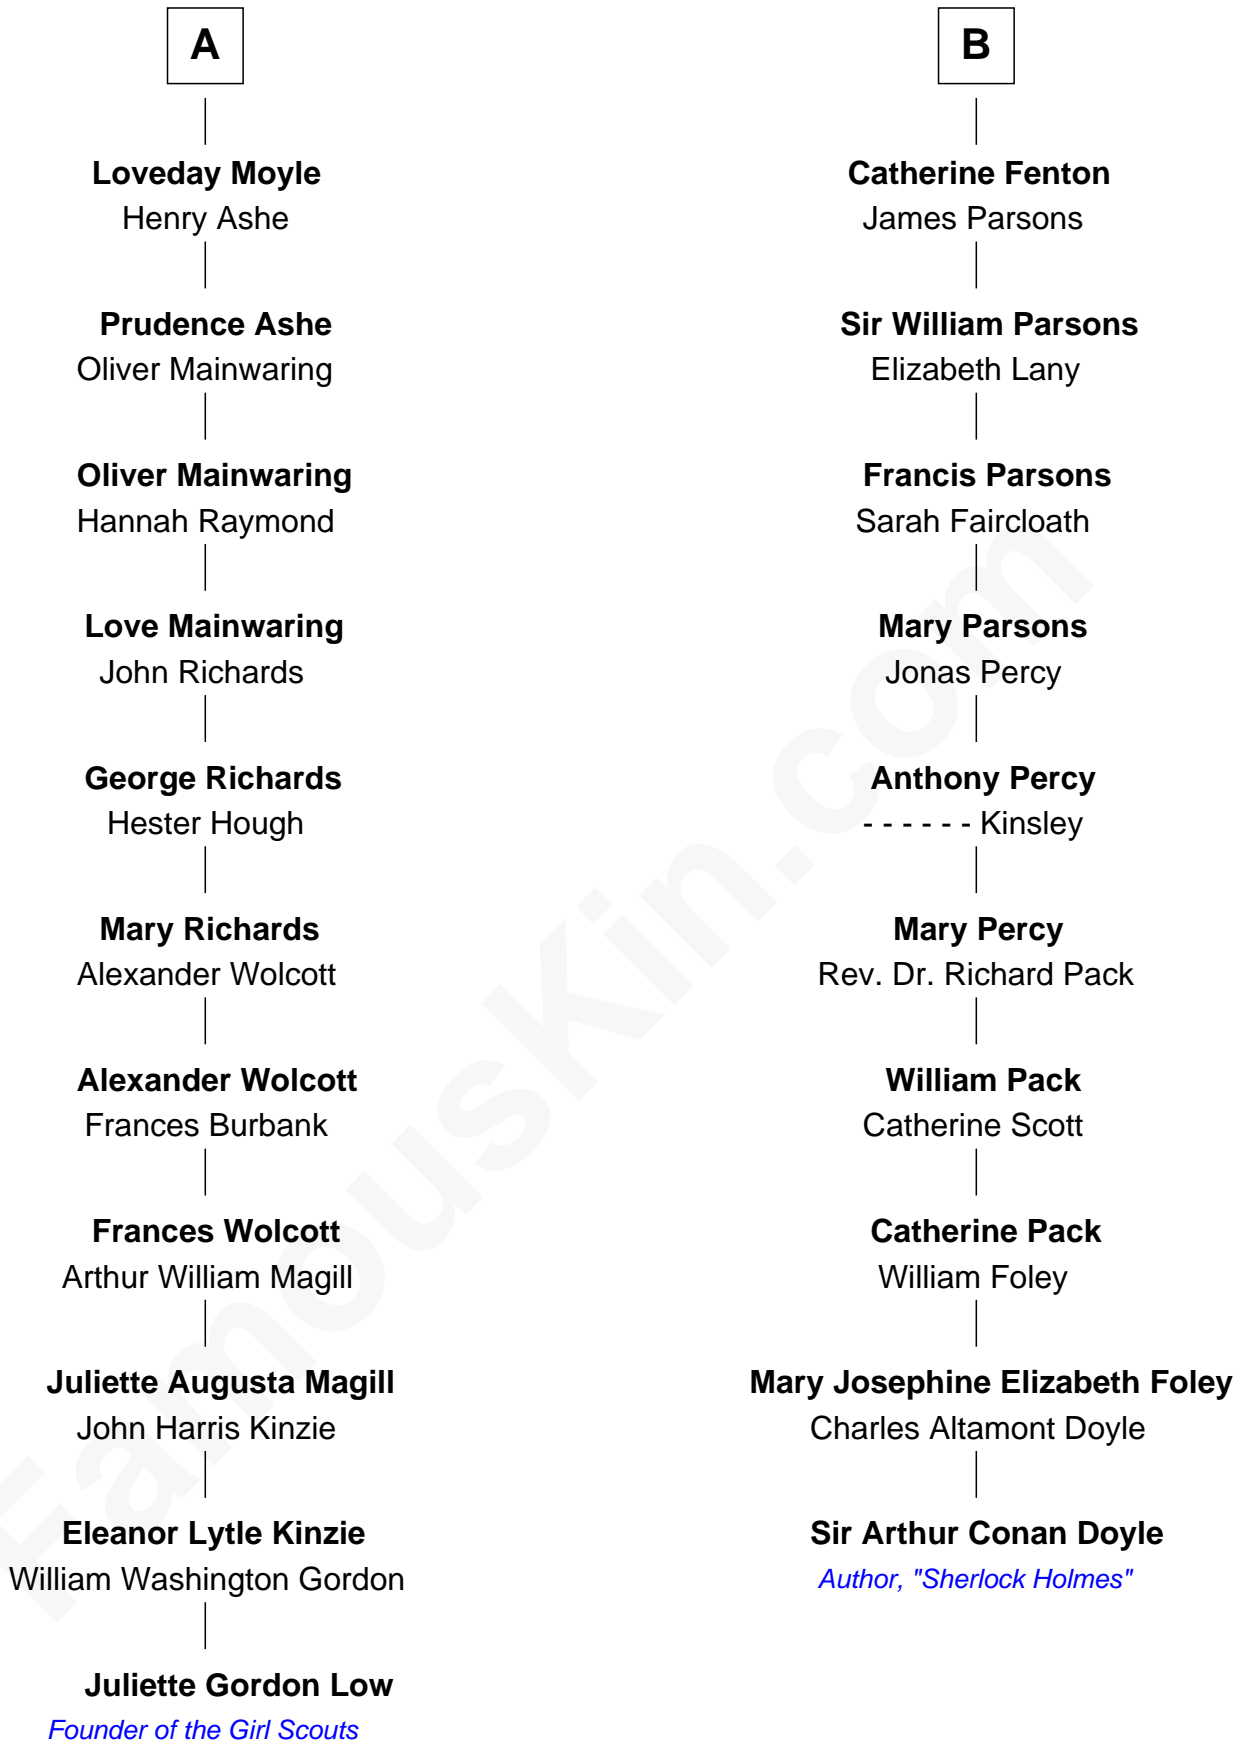 A
Loveday Moyle
Henry Ashe
Prudence Ashe
Oliver Mainwaring
Oliver Mainwaring
Hannah Raymond
Love Mainwaring
John Richards
George Richards
Hester Hough
Mary Richards
Alexander Wolcott
Alexander Wolcott
Frances Burbank
Frances Wolcott
Arthur William Magill
Juliette Augusta Magill
John Harris Kinzie
Eleanor Lytle Kinzie
William Washington Gordon
Juliette Gordon Low
Founder of the Girl Scouts
B
Catherine Fenton
James Parsons
Sir William Parsons
Elizabeth Lany
Francis Parsons
Sarah Faircloath
Mary Parsons
Jonas Percy
Anthony Percy
- - - - - - Kinsley
Mary Percy
Rev. Dr. Richard Pack
William Pack
Catherine Scott
Catherine Pack
William Foley
Mary Josephine Elizabeth Foley
Charles Altamont Doyle
Sir Arthur Conan Doyle
Author, "Sherlock Holmes"
FamousKin.com